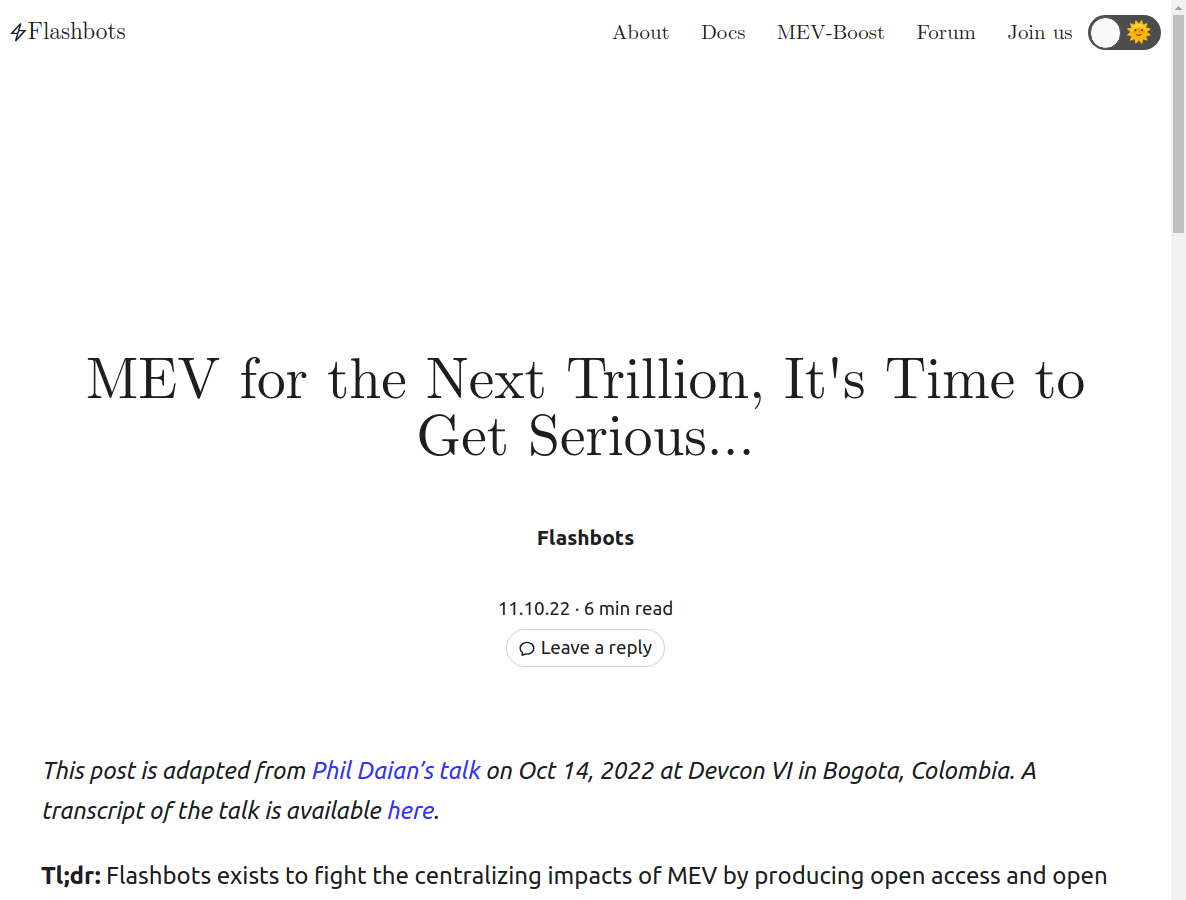 Flashbots
About Docs MEV-Boost Forum Join us
MEV for the Next Trillion, It's Time to
Get Serious...
Flashbots
11.10.22 · 6 min read
Leave a reply
This post is adapted from Phil Daian’s talk on Oct 14, 2022 at Devcon VI in Bogota, Colombia. A
transcript of the talk is available here.
Tl;dr: Flashbots exists to fight the centralizing impacts of MEV by producing open access and open